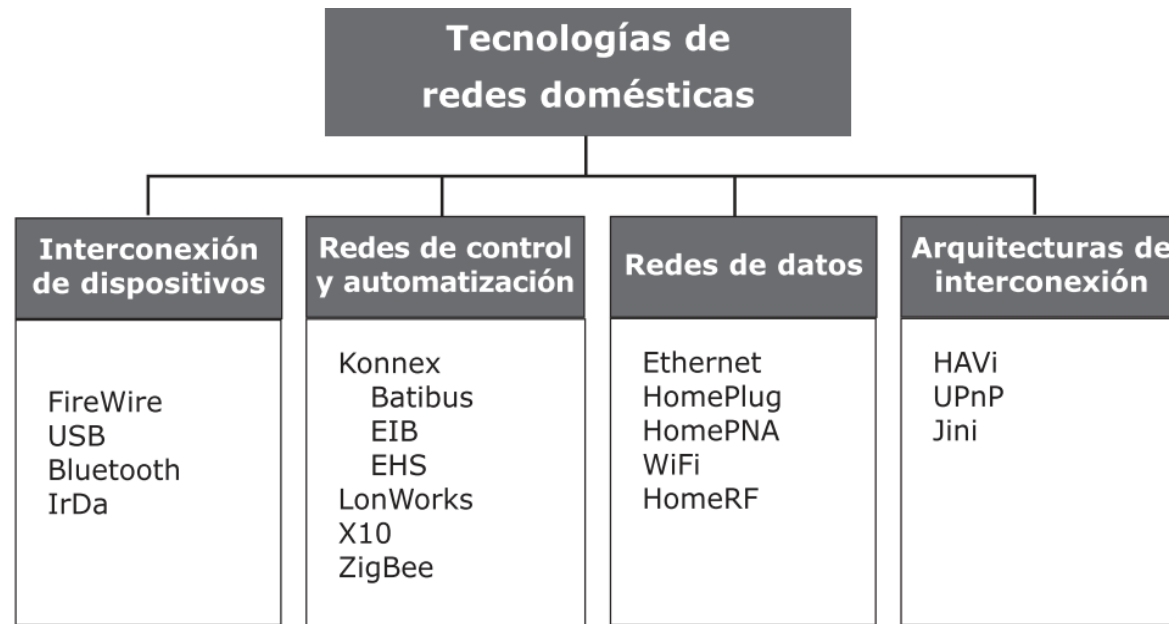 Tecnologías de
redes domésticas
Interconexión
de dispositivos
FireWire
USB
Bluetooth
IrDa
Redes de control
y automatización
Konnex
Batibus
EIB
EHS
LonWorks
X10
ZigBee
Redes de datos
Ethernet
HomePlug
HomePNA
WiFi
HomeRF
Arquitecturas de
interconexión
HAVi
UPnP
Jini